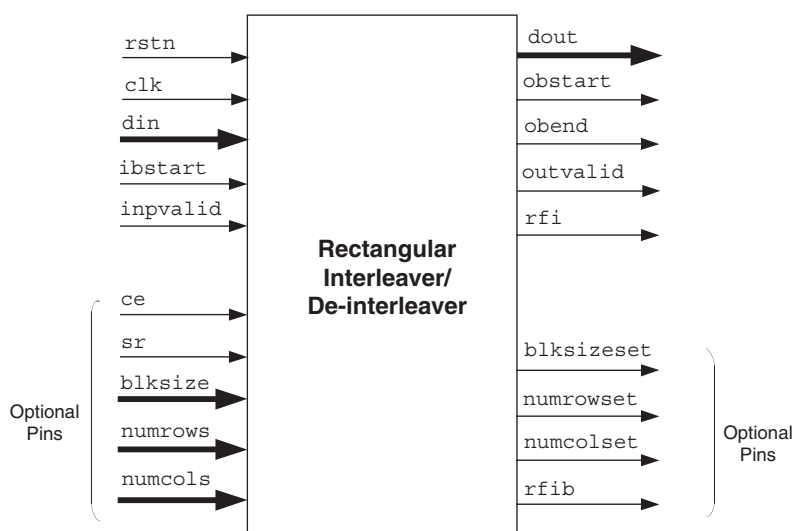 rstn
clk
din
ibstart
inpvalid
ce
sr
blksize
numrows
numcols
Optional
Pins
Rectangular
Interleaver/
De-interleaver
dout
obstart
obend
outvalid
rfi
blksizeset
numrowset
numcolset
rfib
Optional
Pins